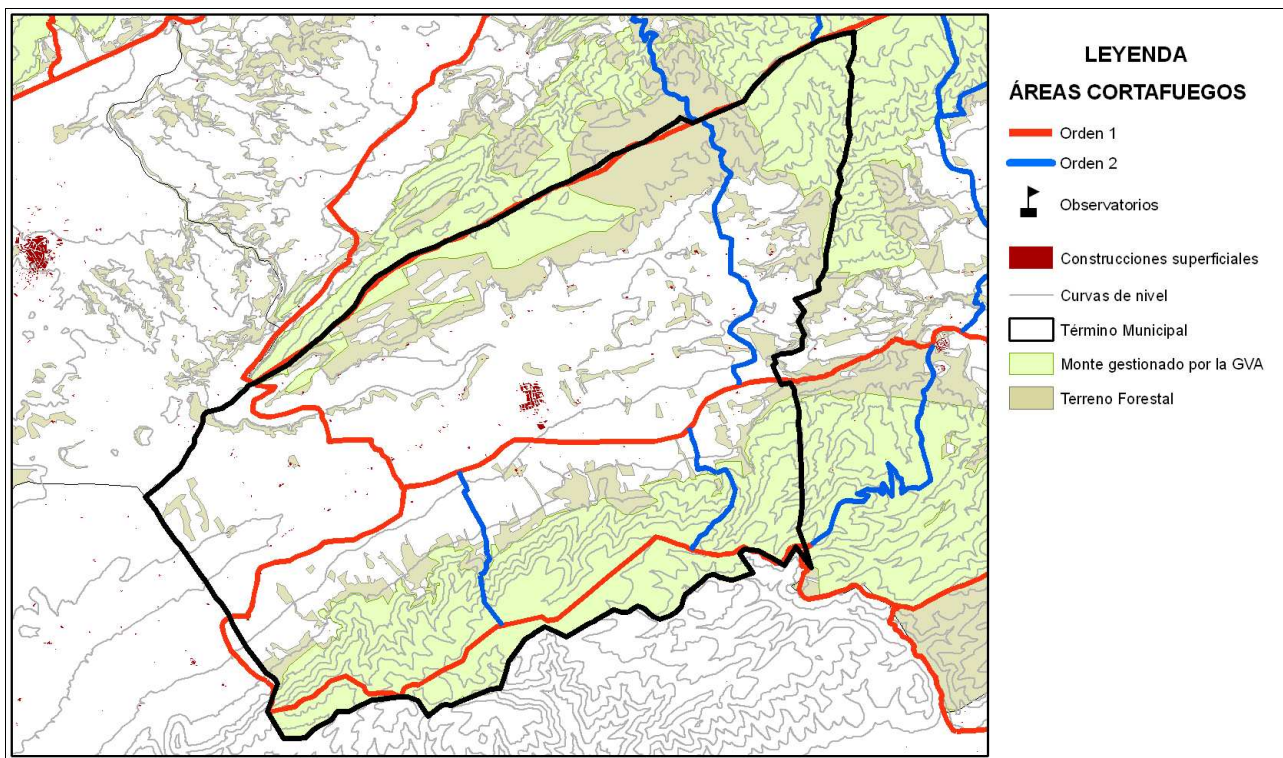 LEYENDA
ÁREAS CORTAFUEGOS
Orden 1
Orden 2
Observatorios
Construcciones superficiales
Curvas de nivel
Término Municipal
Monte gestionado por la GVA
Terreno Forestal